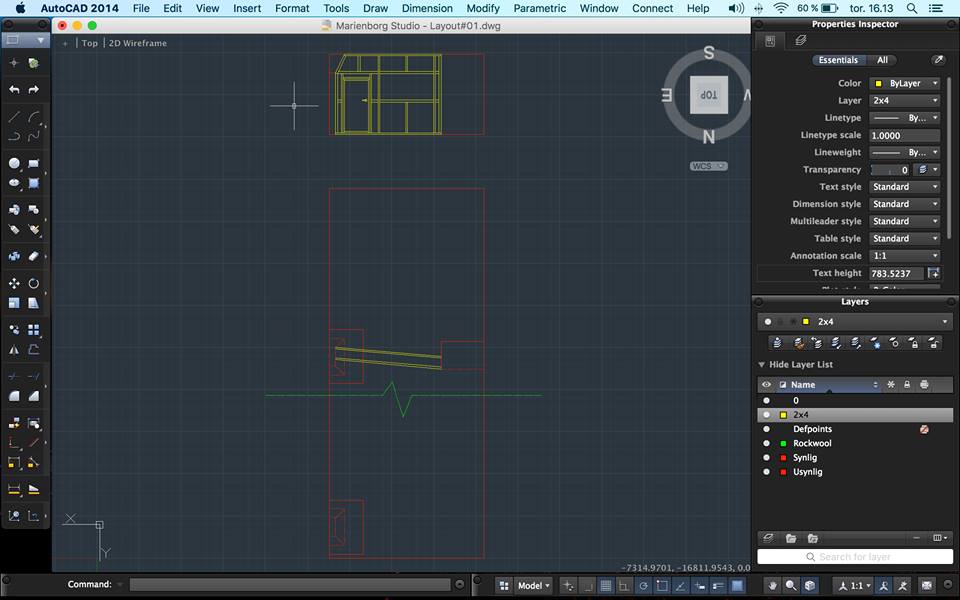 AutoCAD 2014 File Edit View Insert Format Tools Draw Dimension Modify Parametric Window Connect Help 60 % tor. 16.13
Marienborg Studio - Layout#01.dwg
+ | Top | 2D Wireframe
S
E
TOP
N
WCS
Properties Inspector
Essentials All
Color ByLayer
Layer 2x4
Linetype By...
Linetype scale 1.0000
Lineweight By...
Transparency 0
Text style Standard
Dimension style Standard
Multileader style Standard
Table style Standard
Annotation scale 1:1
Text height 783.5237
Layers
2x4
Hide Layer List
Name
0
2x4
Defpoints
Rockwool
Synlig
Usynlig
Search for layer
X
Y
-7314.9701, -16811.9543, 0.0
Command:
Model
1:1